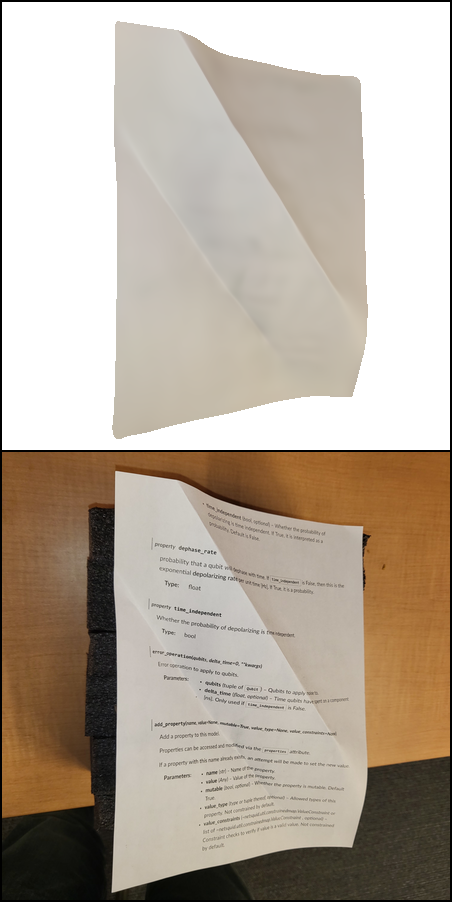 • time_independent (bool, optional) – Whether the probability of
depolarizing is time independent. If True, it is interpreted as a
probability. Default is False.
property dephase_rate
probability that a qubit will dephase with time. If time_independent is False, then this is the
exponential depolarizing rate per unit time [Hz]. If True, it is a probability.
Type: float
property time_independent
Whether the probability of depolarizing is time independent.
Type: bool
error_operation(qubits, delta_time=0, **kwargs)
Error operation to apply to qubits.
Parameters: • qubits (tuple of Qubit) – Qubits to apply noise.
• delta_time (float, optional) – Time qubits have spent on a component
[ns]. Only used if time_independent is False.
add_property(name, value=None, mutable=True, value_type=None, value_constraints=None)
Add a property to this model.
Properties can be accessed and modified via the properties attribute.
If a property with this name already exists, an attempt will be made to set the new value.
Parameters: • name (str) – Name of the property.
• value (Any) – Value of the property.
• mutable (bool, optional) – Whether the property is mutable. Default
True.
• value_type (type or tuple thereof, optional) – Allowed types of this
property. Not constrained by default.
• value_constraints ( optional) –
list of
Constraint checks to verify if value is a valid value. Not constrained
by default.